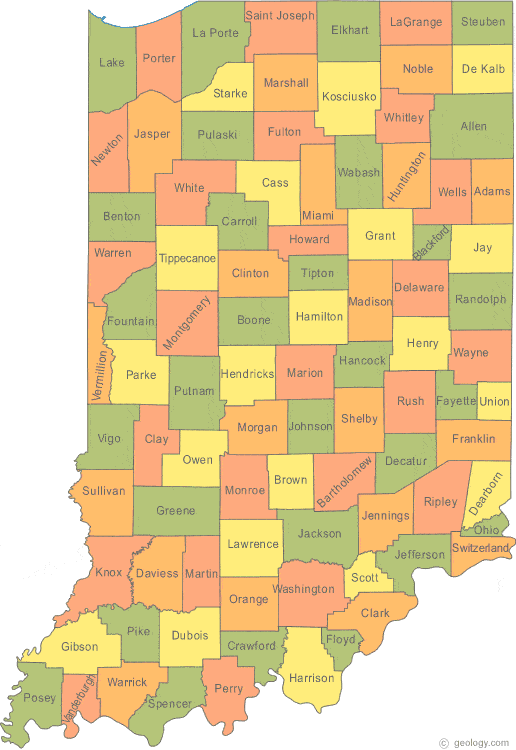 Saint Joseph
LaGrange
Steuben
Elkhart
La Porte
Porter
Lake
Noble
De Kalb
Marshall
Starke
Kosciusko
Whitley
Allen
Newton
Jasper
Pulaski
Fulton
Wabash
Huntington
White
Cass
Wells
Adams
Miami
Benton
Carroll
Grant
Blackford
Jay
Howard
Warren
Tippecanoe
Clinton
Tipton
Delaware
Madison
Randolph
Fountain
Montgomery
Boone
Hamilton
Henry
Wayne
Hancock
Vermillion
Parke
Hendricks
Marion
Putnam
Rush
Fayette
Union
Shelby
Vigo
Clay
Morgan
Johnson
Franklin
Owen
Decatur
Bartholomew
Brown
Sullivan
Monroe
Dearborn
Ripley
Greene
Jennings
Jackson
Ohio
Lawrence
Jefferson
Switzerland
Knox
Daviess
Martin
Scott
Washington
Orange
Clark
Pike
Dubois
Floyd
Gibson
Crawford
Harrison
Posey
Vanderburgh
Warrick
Perry
Spencer
© geology.com